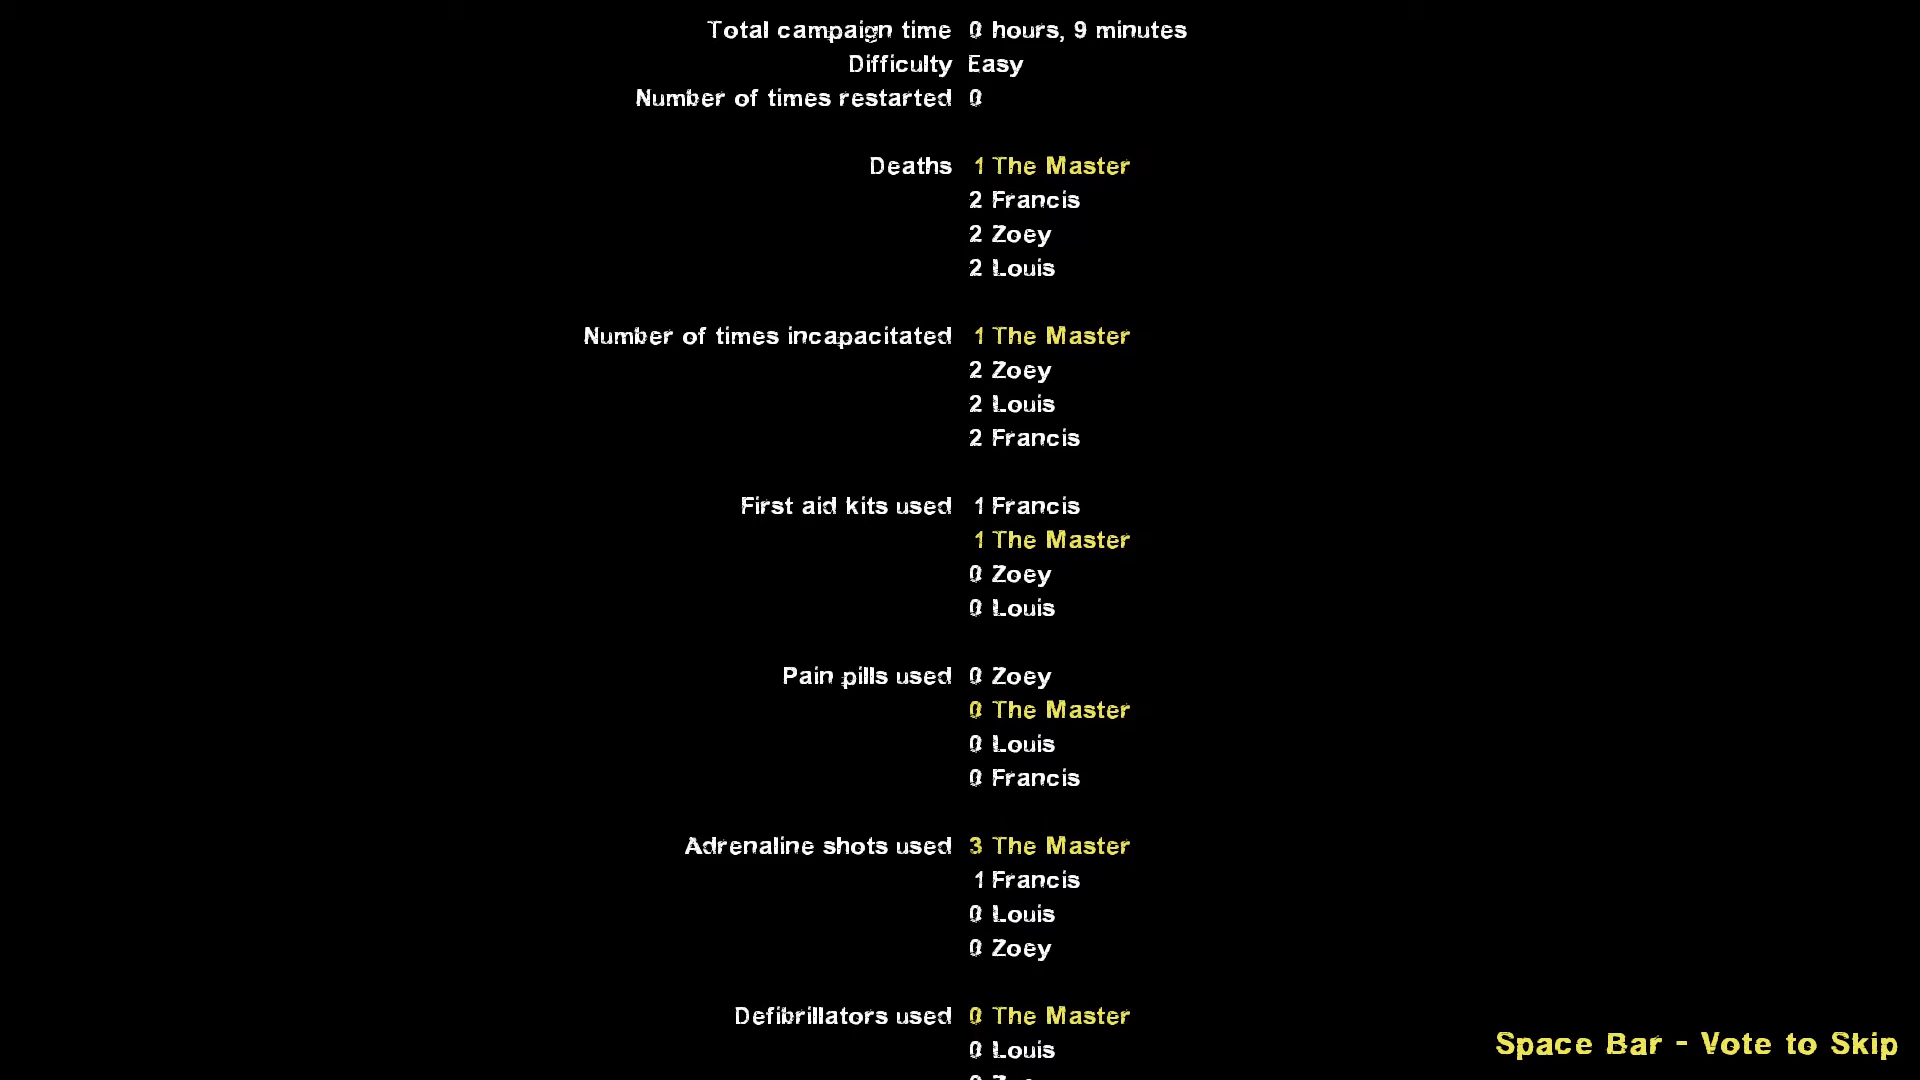 Total campaign time 0 hours, 9 minutes
Difficulty Easy
Number of times restarted 0
Deaths 1 The Master
2 Francis
2 Zoey
2 Louis
Number of times incapacitated 1 The Master
2 Zoey
2 Louis
2 Francis
First aid kits used 1 Francis
1 The Master
0 Zoey
0 Louis
Pain pills used 0 Zoey
0 The Master
0 Louis
0 Francis
Adrenaline shots used 3 The Master
1 Francis
0 Louis
0 Zoey
Defibrillators used 0 The Master
0 Louis
Space Bar - Vote to Skip